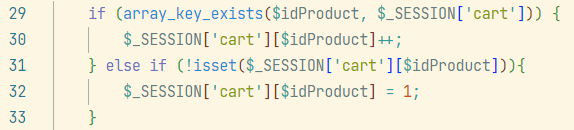 29 if (array_key_exists($idProduct, $_SESSION['cart'])) {
30 $_SESSION['cart'][$idProduct]++;
31 } else if (!isset($_SESSION['cart'][$idProduct])){
32 $_SESSION['cart'][$idProduct] = 1;
33 }